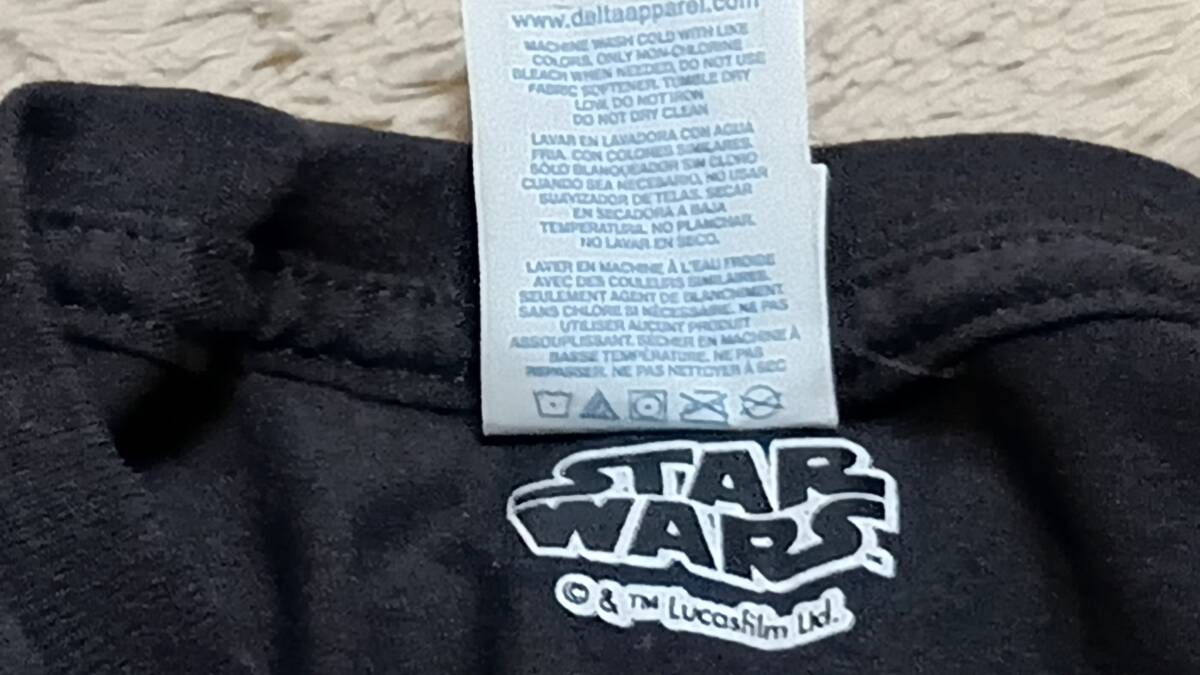 www.deltaapparel.com
MACHINE WASH COLD WITH LIKE
COLORS, ONLY NON-CHLORINE
BLEACH WHEN NEEDED, DO NOT USE
FABRIC SOFTENER, TUMBLE DRY
LOW, DO NOT IRON
DO NOT DRY CLEAN
LAVAR EN LAVADORA CON AGUA
FRIA. CON COLORES SIMILARES.
SOLO BLANQUEADOR SIN CLORO
CUANDO SEA NECESARIO, NO USAR
SUAVIZADOR DE TELAS. SECAR
EN SECADORA A BAJA
TEMPERATURA. NO PLANCHAR.
NO LAVAR EN SECO.
LAVER EN MACHINE À L'EAU FROIDE
AVEC DES COULEURS SIMILAIRES.
SEULEMENT AGENT DE BLANCHIMENT
SANS CHLORE SI NÉCESSAIRE. NE PAS
UTILISER AUCUNT PRODUIT
ASSOUPLISSANT. SÉCHER EN MACHINE À
BASSE TEMPÉRATURE. NE PAS
REPASSER. NE PAS NETTOYER À SEC
STAR
WARS
© & ™ Lucasfilm Ltd.